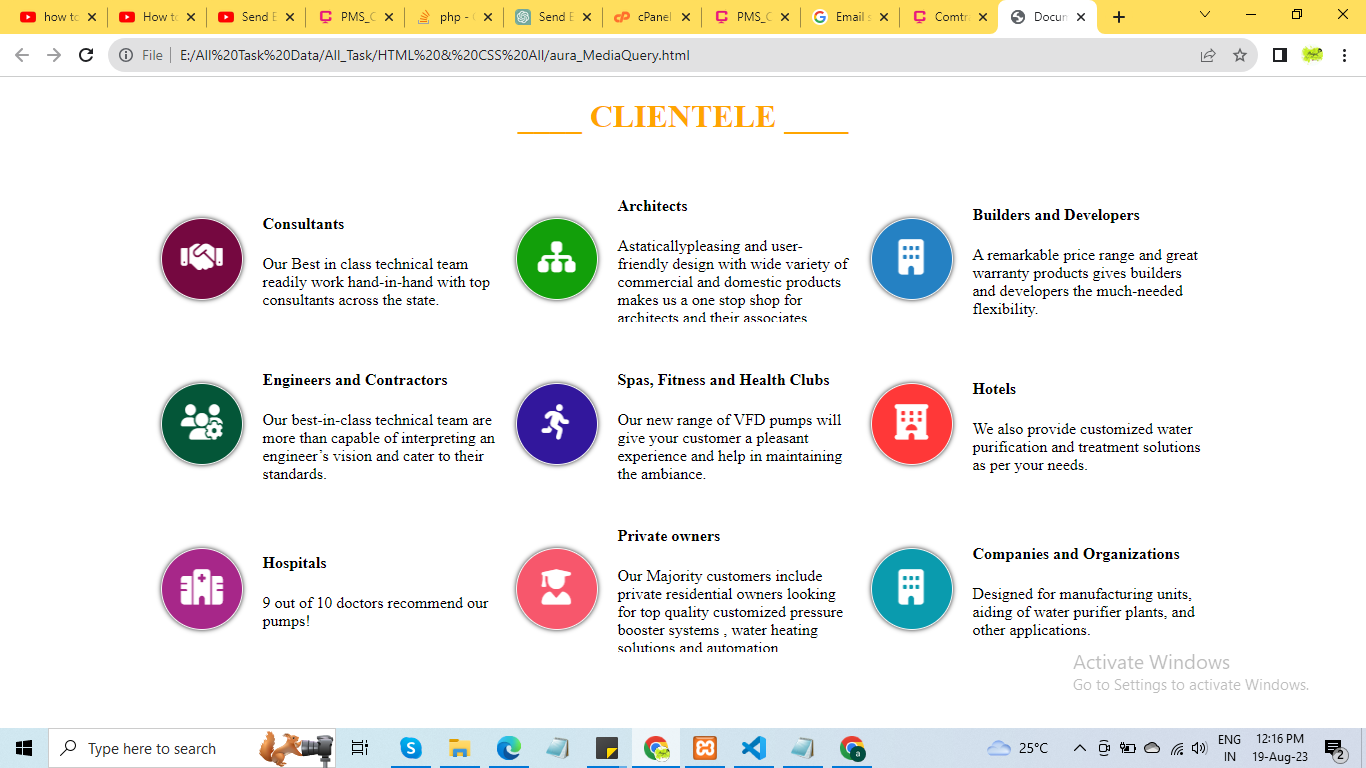 how to
How to
Send E
PMS_C
php - 
Send E
cPanel
PMS_C
Email s
Comtra
Docum
File
E:/All%20Task%20Data/All_Task/HTML%20&%20CSS%20All/aura_MediaQuery.html
CLIENTELE
Consultants
Our Best in class technical team
readily work hand-in-hand with top
consultants across the state.
Architects
Astaticallypleasing and user-
friendly design with wide variety of
commercial and domestic products
makes us a one stop shop for
architects and their associates
Builders and Developers
A remarkable price range and great
warranty products gives builders
and developers the much-needed
flexibility.
Engineers and Contractors
Our best-in-class technical team are
more than capable of interpreting an
engineer’s vision and cater to their
standards.
Spas, Fitness and Health Clubs
Our new range of VFD pumps will
give your customer a pleasant
experience and help in maintaining
the ambiance.
Hotels
We also provide customized water
purification and treatment solutions
as per your needs.
Hospitals
9 out of 10 doctors recommend our
pumps!
Private owners
Our Majority customers include
private residential owners looking
for top quality customized pressure
booster systems , water heating
solutions and automation
Companies and Organizations
Designed for manufacturing units,
aiding of water purifier plants, and
other applications.
Activate Windows
Go to Settings to activate Windows.
Type here to search
25°C
ENG
IN
12:16 PM
19-Aug-23
2